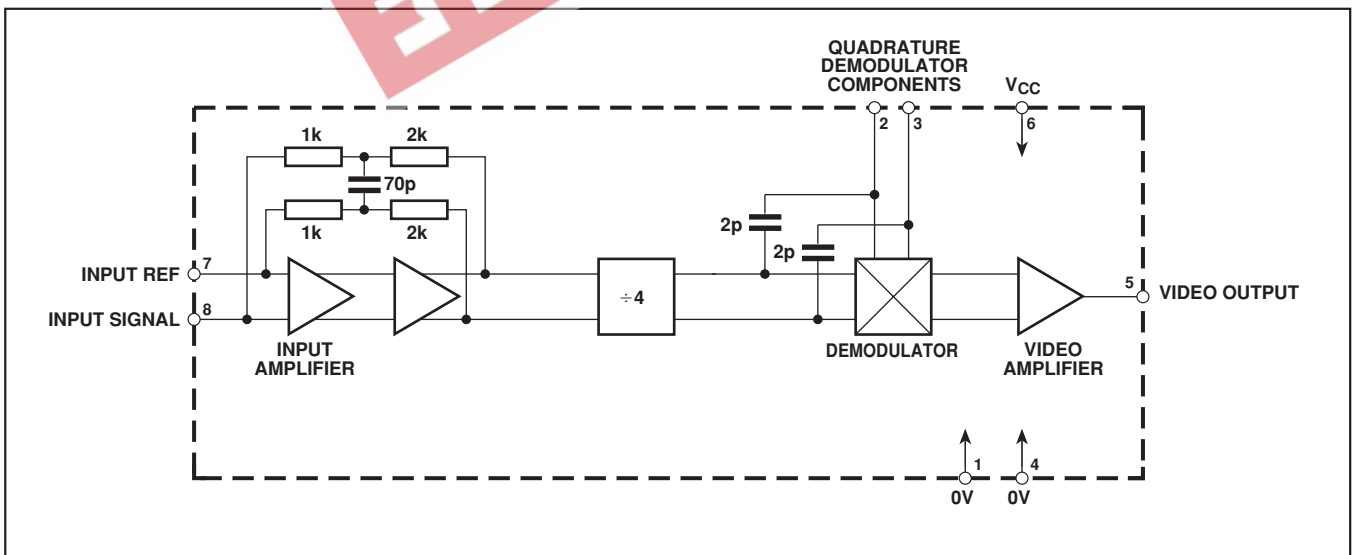 QUADRATURE
DEMODULATOR
COMPONENTS
VCC
2
3
6
1k
2k
70p
1k
2k
2p
2p
INPUT REF
7
÷4
5
VIDEO OUTPUT
INPUT SIGNAL
8
INPUT
AMPLIFIER
DEMODULATOR
VIDEO
AMPLIFIER
1
4
0V
0V